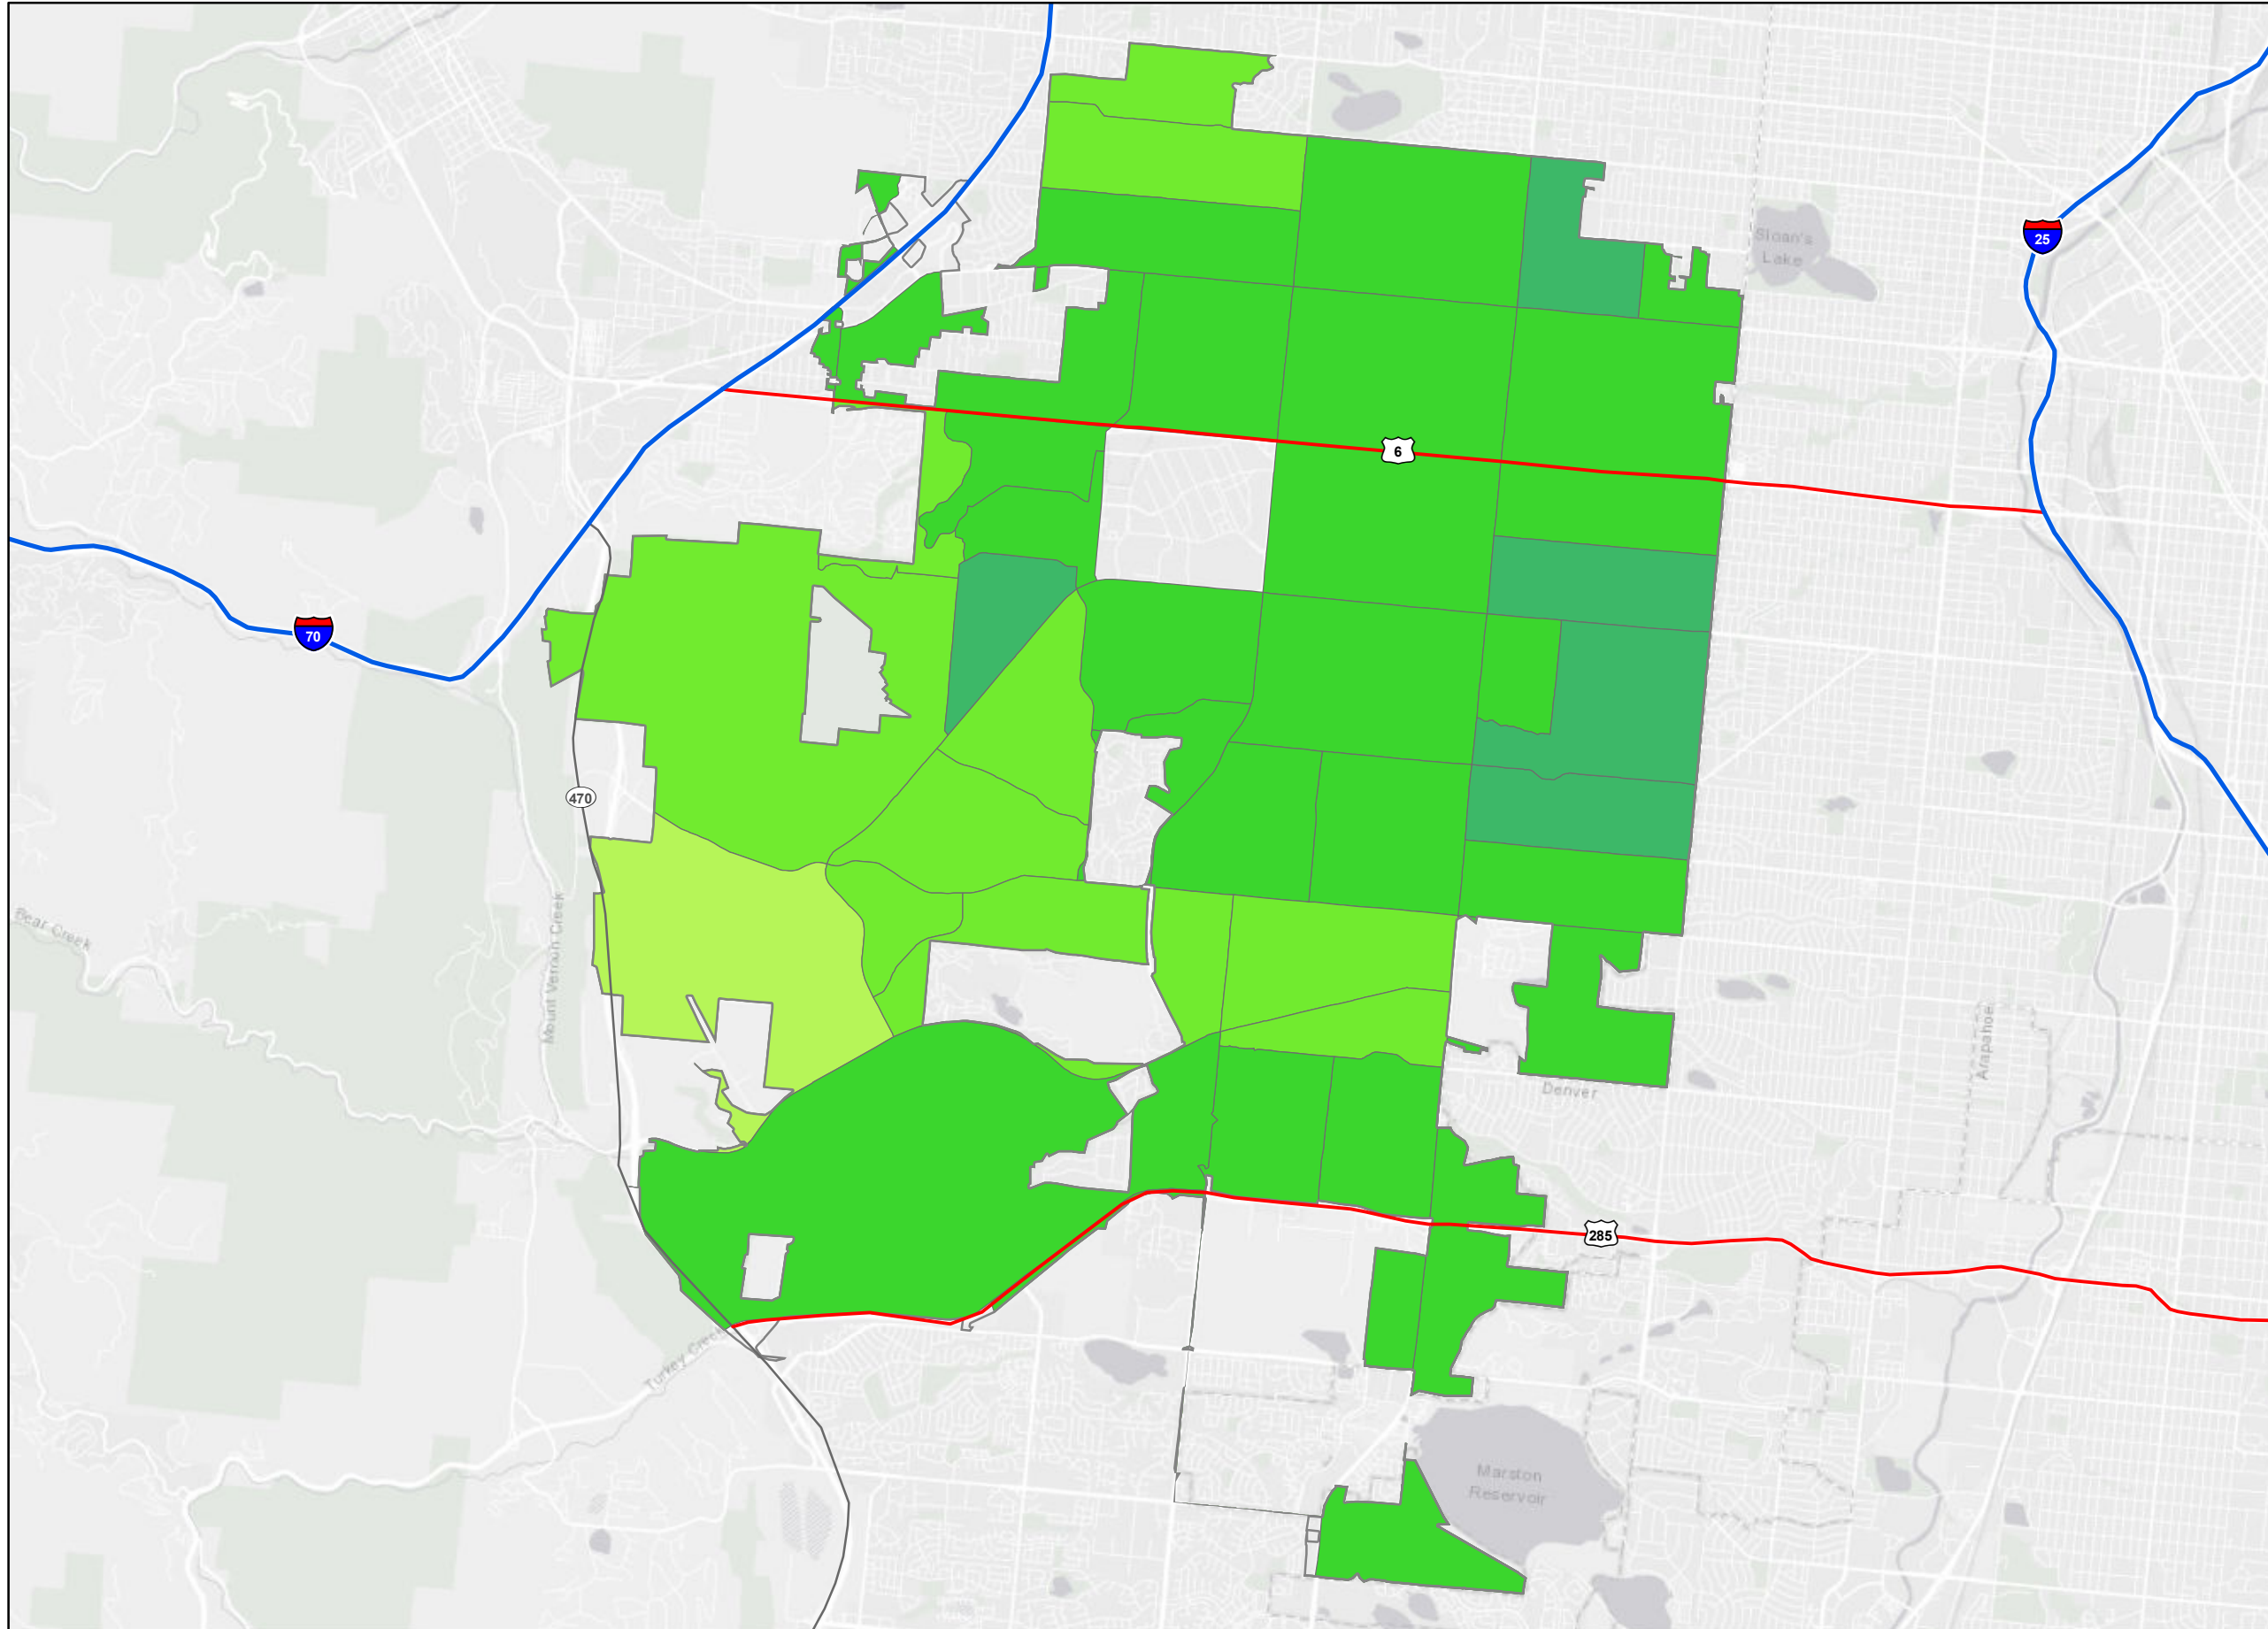 Sloan's
Lake
25
6
70
470
Bear Creek
Mount Vernon Creek
Arapahoe
Denver
285
Turkey Creek
Marston
Reservoir